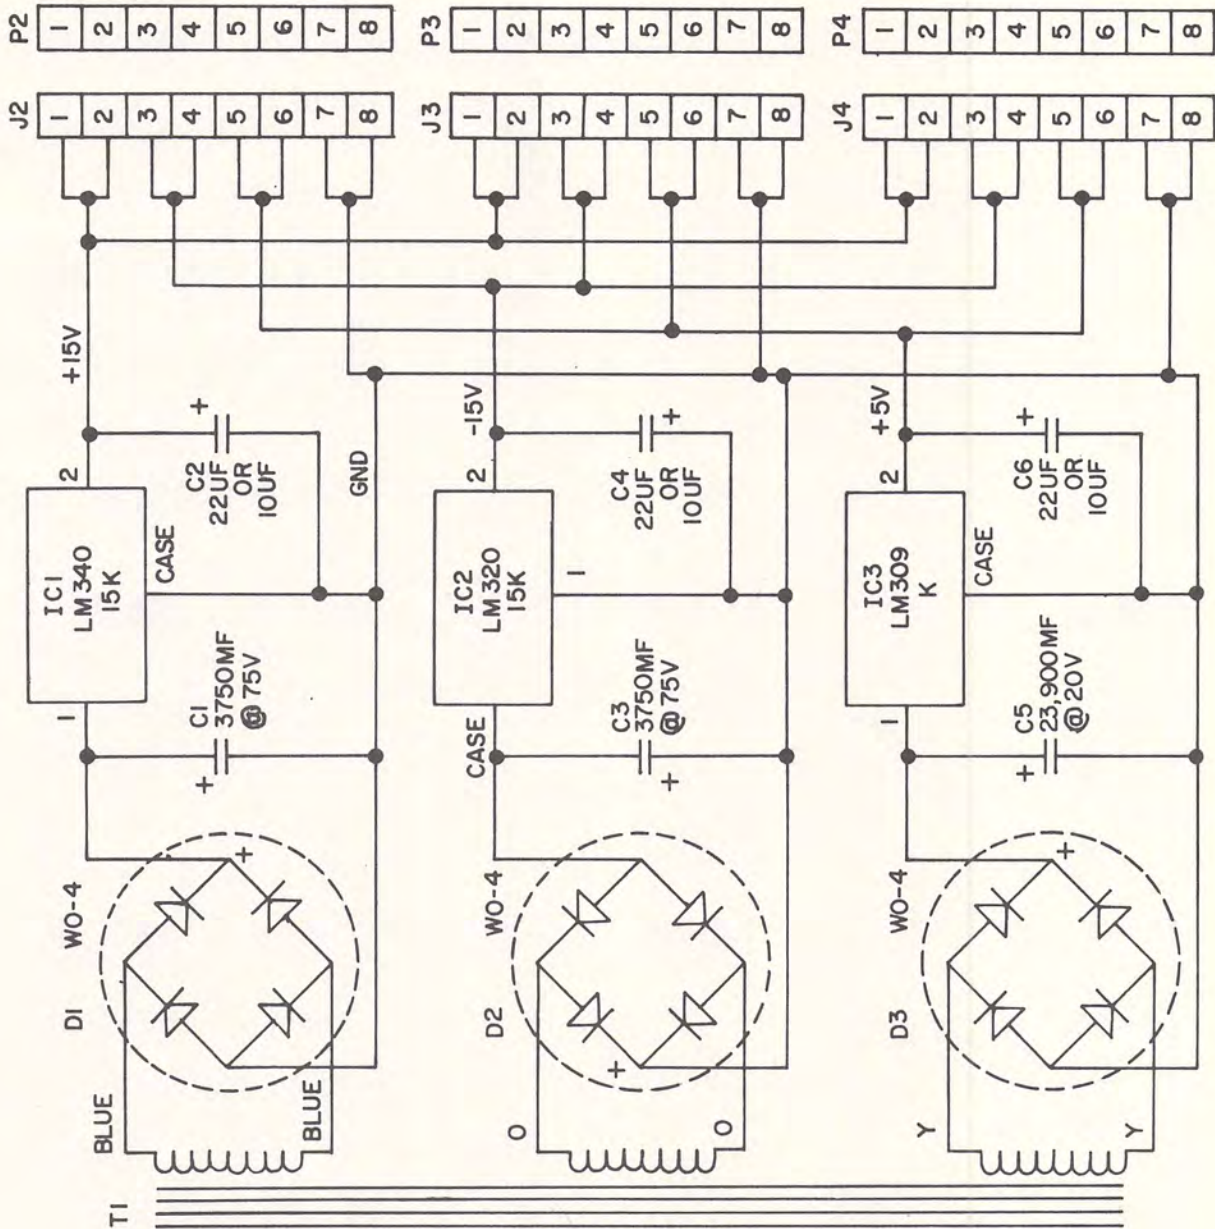 P2
1 2 3 4 5 6 7 8
J2
1 2 3 4 5 6 7 8
P3
1 2 3 4 5 6 7 8
J3
1 2 3 4 5 6 7 8
P4
1 2 3 4 5 6 7 8
J4
1 2 3 4 5 6 7 8
T1
BLUE
BLUE
D1
WO-4
+
1
+
C1
3750MF
@75V
IC1
LM340
15K
CASE
2
+15V
+
C2
22UF
OR
10UF
GND
O
O
D2
WO-4
+
CASE
C3
3750MF
@75V
+
IC2
LM320
15K
1
2
-15V
C4
22UF
OR
10UF
+
Y
Y
D3
WO-4
+
1
+
C5
23,900MF
@20V
IC3
LM309
K
CASE
2
+5V
+
C6
22UF
OR
10UF